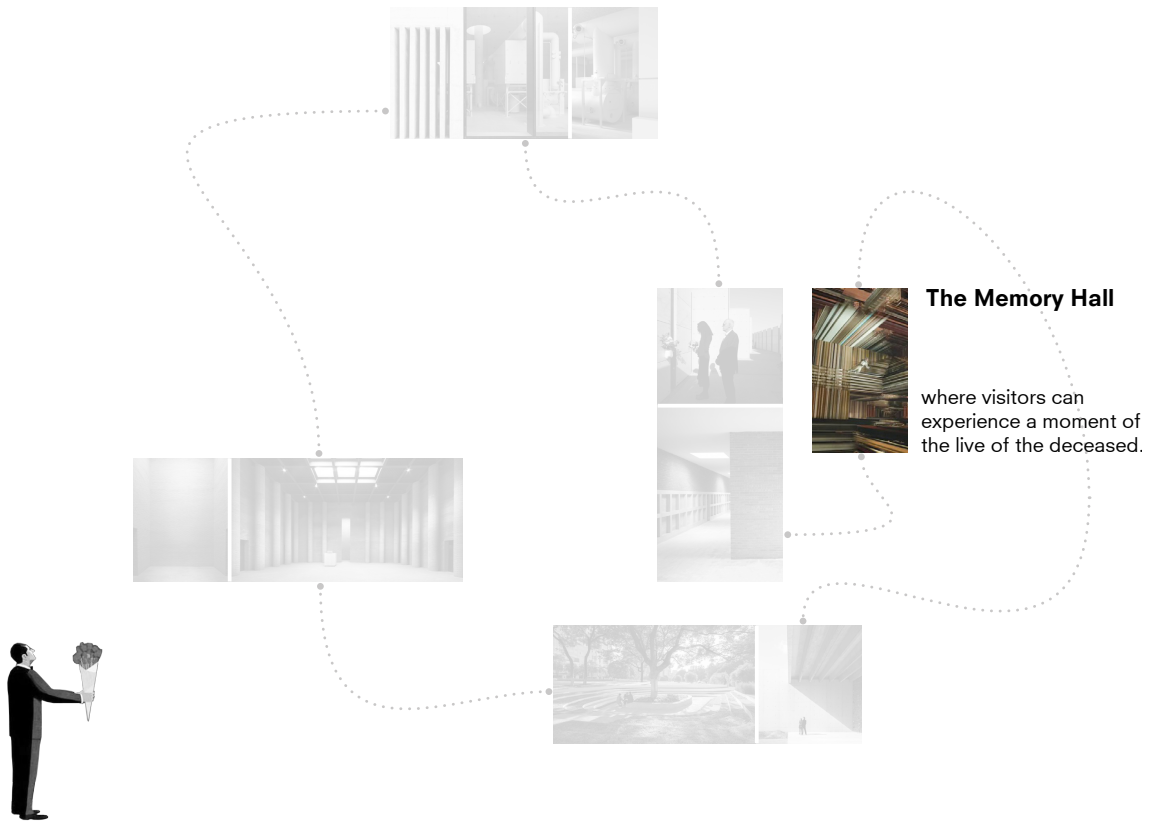 The Memory Hall
where visitors can
experience a moment of
the live of the deceased.